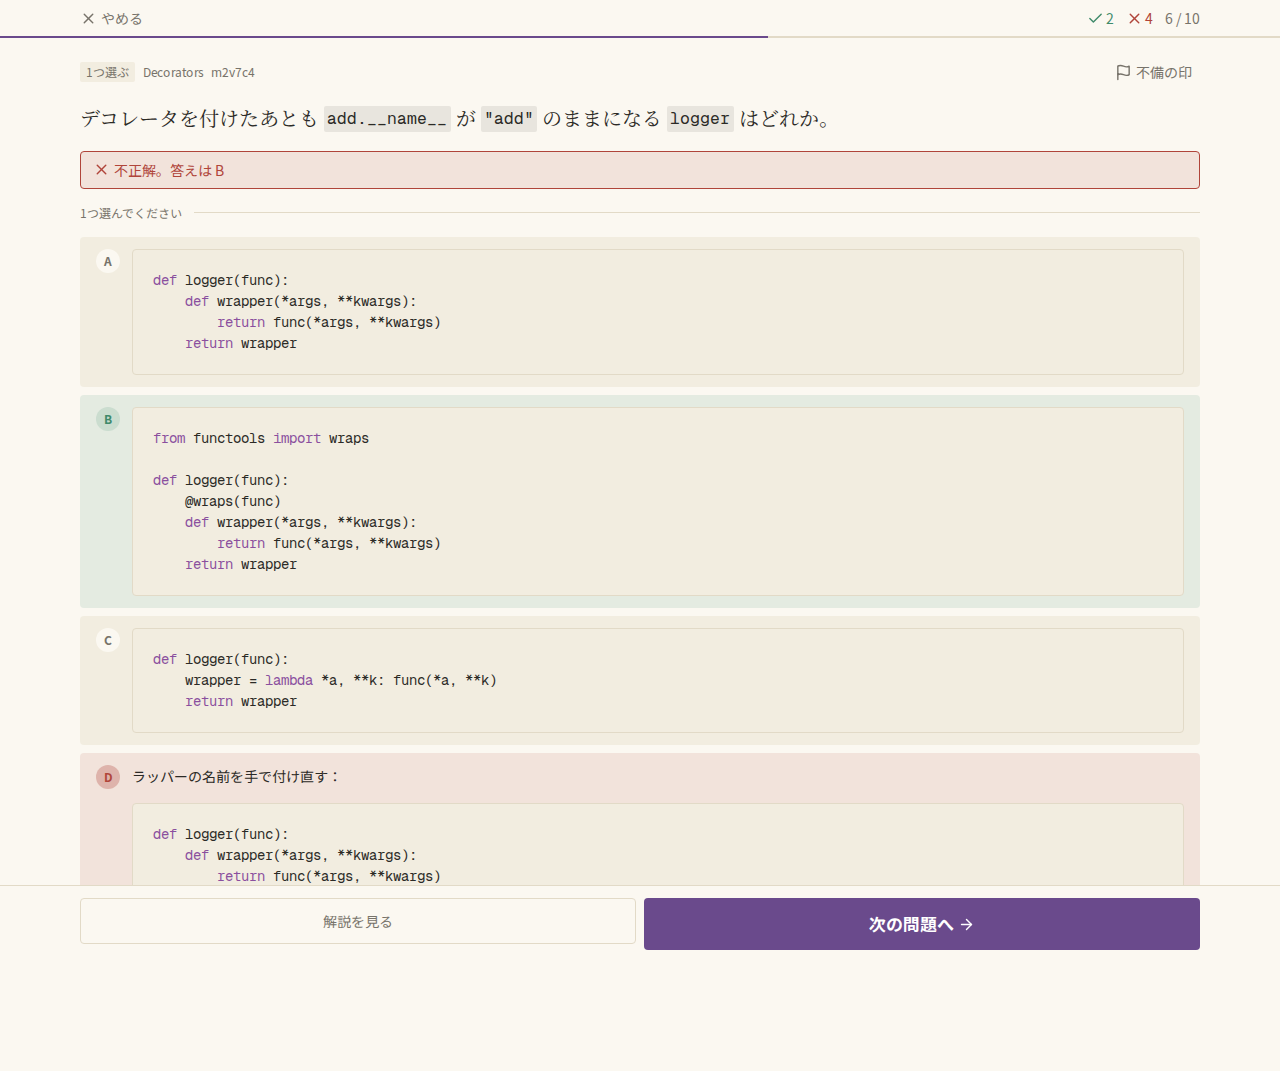 やめる
2 4 6 / 10
1つ選ぶ Decorators m2v7c4
不備の印
デコレータを付けたあとも add.__name__ が "add" のままになる logger はどれか。
不正解。答えは B
1つ選んでください
A
def logger(func):
    def wrapper(*args, **kwargs):
        return func(*args, **kwargs)
    return wrapper
B
from functools import wraps

def logger(func):
    @wraps(func)
    def wrapper(*args, **kwargs):
        return func(*args, **kwargs)
    return wrapper
C
def logger(func):
    wrapper = lambda *a, **k: func(*a, **k)
    return wrapper
D
ラッパーの名前を手で付け直す：
def logger(func):
    def wrapper(*args, **kwargs):
        return func(*args, **kwargs)
解説を見る
次の問題へ →